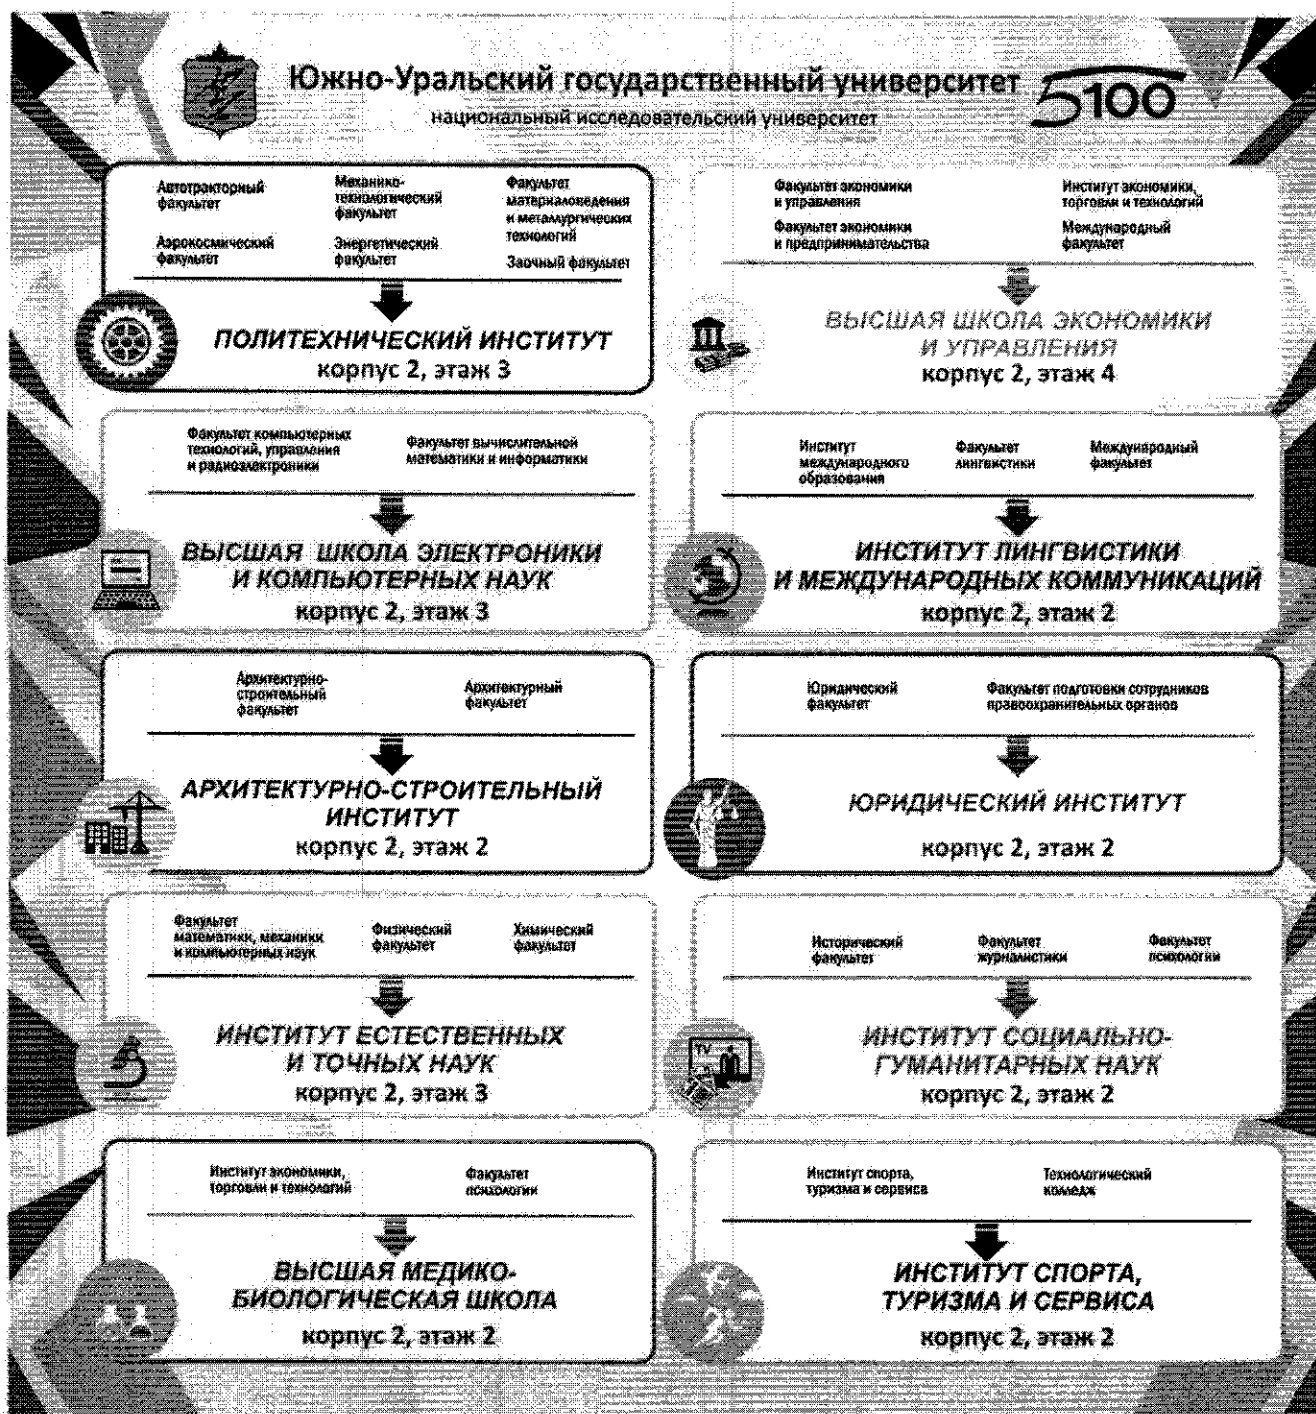 Южно-Уральский государственный университет
национальный исследовательский университет
5100
Автотракторный
факультет
Механико-
технологический
факультет
Факультет
материаловедения
и металлургических
технологий
Аэрокосмический
факультет
Энергетический
факультет
Заочный факультет
ПОЛИТЕХНИЧЕСКИЙ ИНСТИТУТ
корпус 2, этаж 3
Факультет экономики
и управления
Институт экономики,
торговли и технологий
Факультет экономики
и предпринимательства
Международный
факультет
ВЫСШАЯ ШКОЛА ЭКОНОМИКИ
И УПРАВЛЕНИЯ
корпус 2, этаж 4
Факультет компьютерных
технологий, управления
и радиоэлектроники
Факультет вычислительной
математики и информатики
ВЫСШАЯ ШКОЛА ЭЛЕКТРОНИКИ
И КОМПЬЮТЕРНЫХ НАУК
корпус 2, этаж 3
Институт
международного
образования
Факультет
лингвистики
Международный
факультет
ИНСТИТУТ ЛИНГВИСТИКИ
И МЕЖДУНАРОДНЫХ КОММУНИКАЦИЙ
корпус 2, этаж 2
Архитектурно-
строительный
факультет
Архитектурный
факультет
АРХИТЕКТУРНО-СТРОИТЕЛЬНЫЙ
ИНСТИТУТ
корпус 2, этаж 2
Юридический
факультет
Факультет подготовки сотрудников
правоохранительных органов
ЮРИДИЧЕСКИЙ ИНСТИТУТ
корпус 2, этаж 2
Факультет
математики, механики
и компьютерных наук
Физический
факультет
Химический
факультет
ИНСТИТУТ ЕСТЕСТВЕННЫХ
И ТОЧНЫХ НАУК
корпус 2, этаж 3
Исторический
факультет
Факультет
журналистики
Факультет
психологии
TV
ИНСТИТУТ СОЦИАЛЬНО-
ГУМАНИТАРНЫХ НАУК
корпус 2, этаж 2
Институт экономики,
торговли и технологий
Факультет
психологии
ВЫСШАЯ МЕДИКО-
БИОЛОГИЧЕСКАЯ ШКОЛА
корпус 2, этаж 2
Институт спорта,
туризма и сервиса
Технологический
колледж
ИНСТИТУТ СПОРТА,
ТУРИЗМА И СЕРВИСА
корпус 2, этаж 2